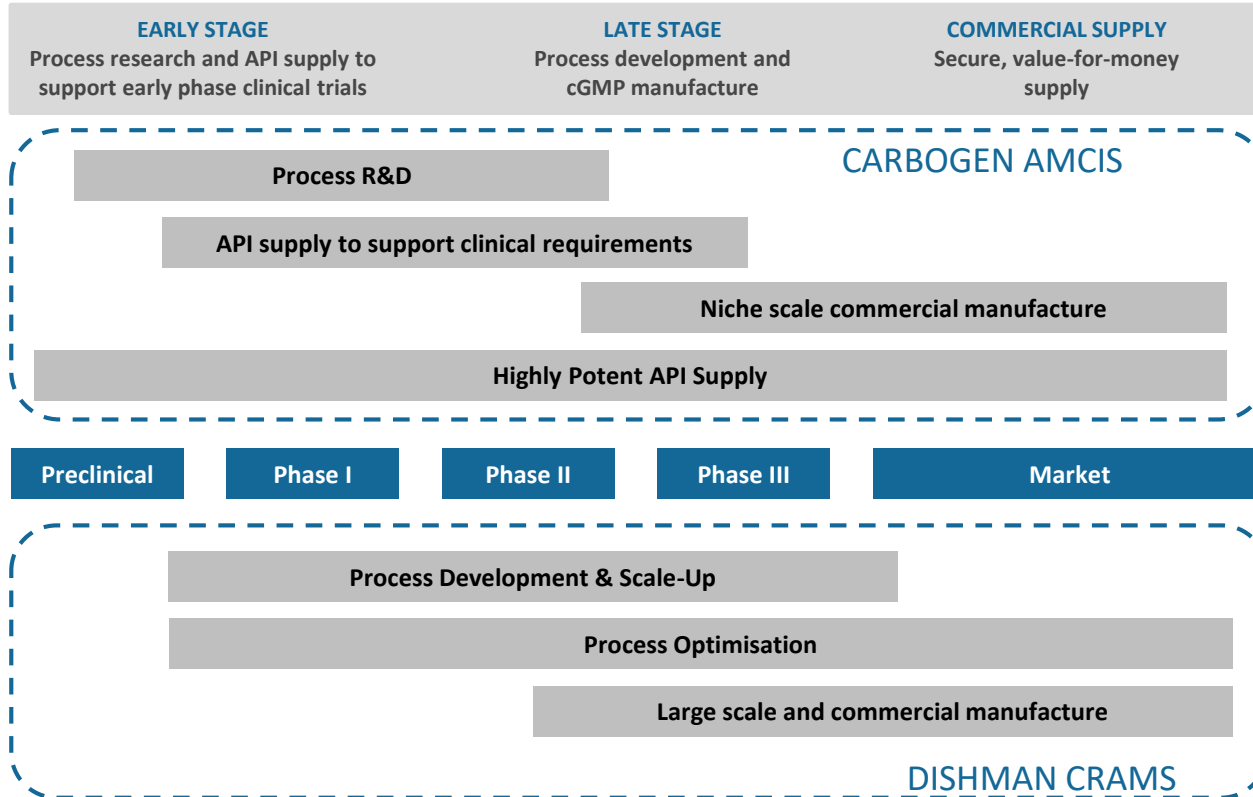 EARLY STAGE
Process research and API supply to
support early phase clinical trials
LATE STAGE
Process development and
cGMP manufacture
COMMERCIAL SUPPLY
Secure, value-for-money
supply
CARBOGEN AMCIS
Process R&D
API supply to support clinical requirements
Niche scale commercial manufacture
Highly Potent API Supply
Preclinical
Phase I
Phase II
Phase III
Market
Process Development & Scale-Up
Process Optimisation
Large scale and commercial manufacture
DISHMAN CRAMS